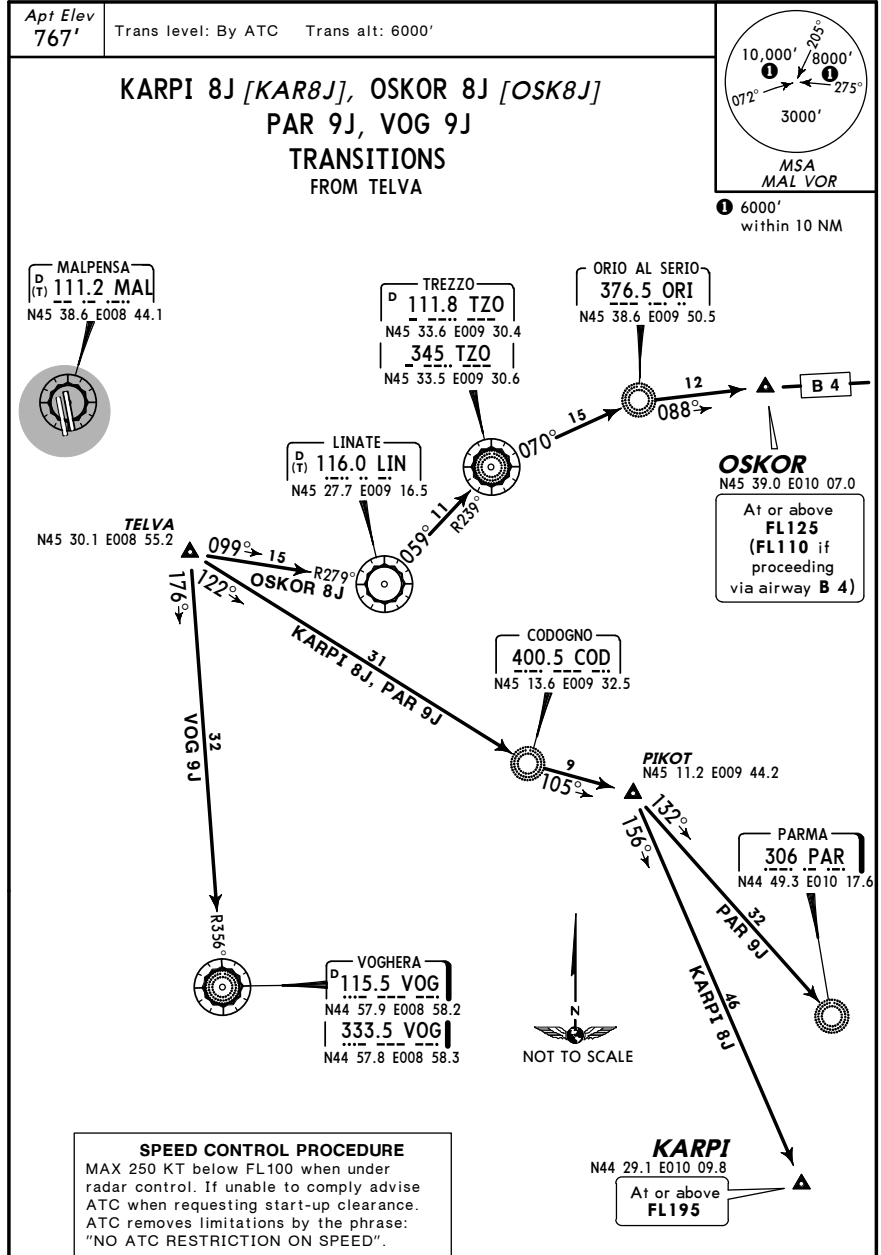 Apt Elev
767'
Trans level: By ATC Trans alt: 6000'
KARPI 8J [KAR8J], OSKOR 8J [OSK8J]
PAR 9J, VOG 9J
TRANSITIONS
FROM TELVA
205°
10,000'
1
8000'
1
072°
275°
3000'
MSA
MAL VOR
1 6000'
within 10 NM
MALPENSA
D
(T) 111.2 MAL
N45 38.6 E008 44.1
TREZZO
D 111.8 TZO
N45 33.6 E009 30.4
345 TZO
N45 33.5 E009 30.6
ORIO AL SERIO
376.5 ORI
N45 38.6 E009 50.5
12
088°
B 4
15
070°
OSKOR
N45 39.0 E010 07.0
At or above
FL125
(FL110 if
proceeding
via airway B 4)
LINATE
D
(T) 116.0 LIN
N45 27.7 E009 16.5
11
059°
R239°
TELVA
N45 30.1 E008 55.2
099°
15
R279°
OSKOR 8J
122°
176°
31
KARPI 8J, PAR 9J
CODOGNO
400.5 COD
N45 13.6 E009 32.5
32
VOG 9J
9
105°
PIKOT
N45 11.2 E009 44.2
132°
156°
PARMA
306 PAR
N44 49.3 E010 17.6
32
PAR 9J
46
KARPI 8J
R356°
VOGHERA
D 115.5 VOG
N44 57.9 E008 58.2
333.5 VOG
N44 57.8 E008 58.3
N
NOT TO SCALE
KARPI
N44 29.1 E010 09.8
At or above
FL195
SPEED CONTROL PROCEDURE
MAX 250 KT below FL100 when under
radar control. If unable to comply advise
ATC when requesting start-up clearance.
ATC removes limitations by the phrase:
"NO ATC RESTRICTION ON SPEED".